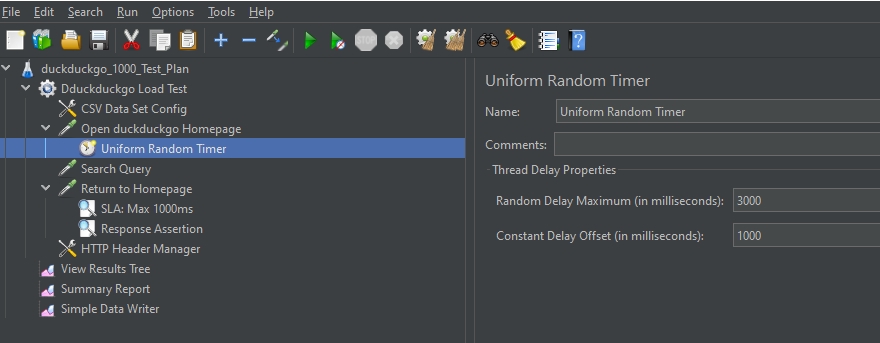 File Edit Search Run Options Tools Help
STOP
duckduckgo_1000_Test_Plan
Dduckduckgo Load Test
CSV Data Set Config
Open duckduckgo Homepage
Uniform Random Timer
Search Query
Return to Homepage
SLA: Max 1000ms
Response Assertion
HTTP Header Manager
View Results Tree
Summary Report
Simple Data Writer
Uniform Random Timer
Name: Uniform Random Timer
Comments:
Thread Delay Properties
Random Delay Maximum (in milliseconds): 3000
Constant Delay Offset (in milliseconds): 1000